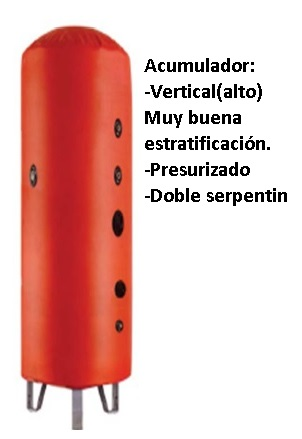 Acumulador:
-Vertical(alto)
Muy buena
estratificación.
-Presurizado
-Doble serpentin